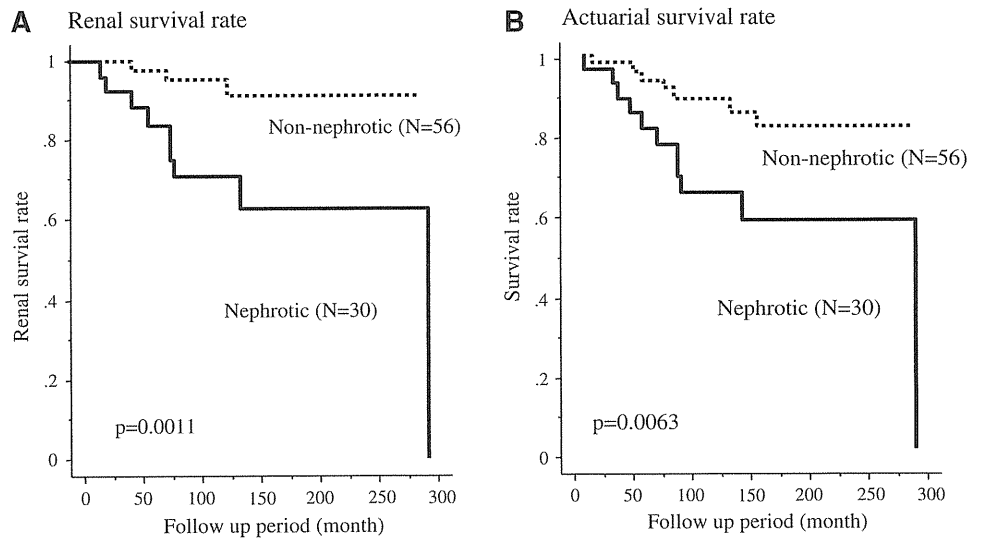 A Renal survival rate
1
.8
.6
.4
.2
0
Renal survial rate
Non-nephrotic (N=56)
Nephrotic (N=30)
p=0.0011
0 50 100 150 200 250 300
Follow up period (month)
B Actuarial survival rate
1
.8
.6
.4
.2
0
Survival rate
Non-nephrotic (N=56)
Nephrotic (N=30)
p=0.0063
0 50 100 150 200 250 300
Follow up period (month)